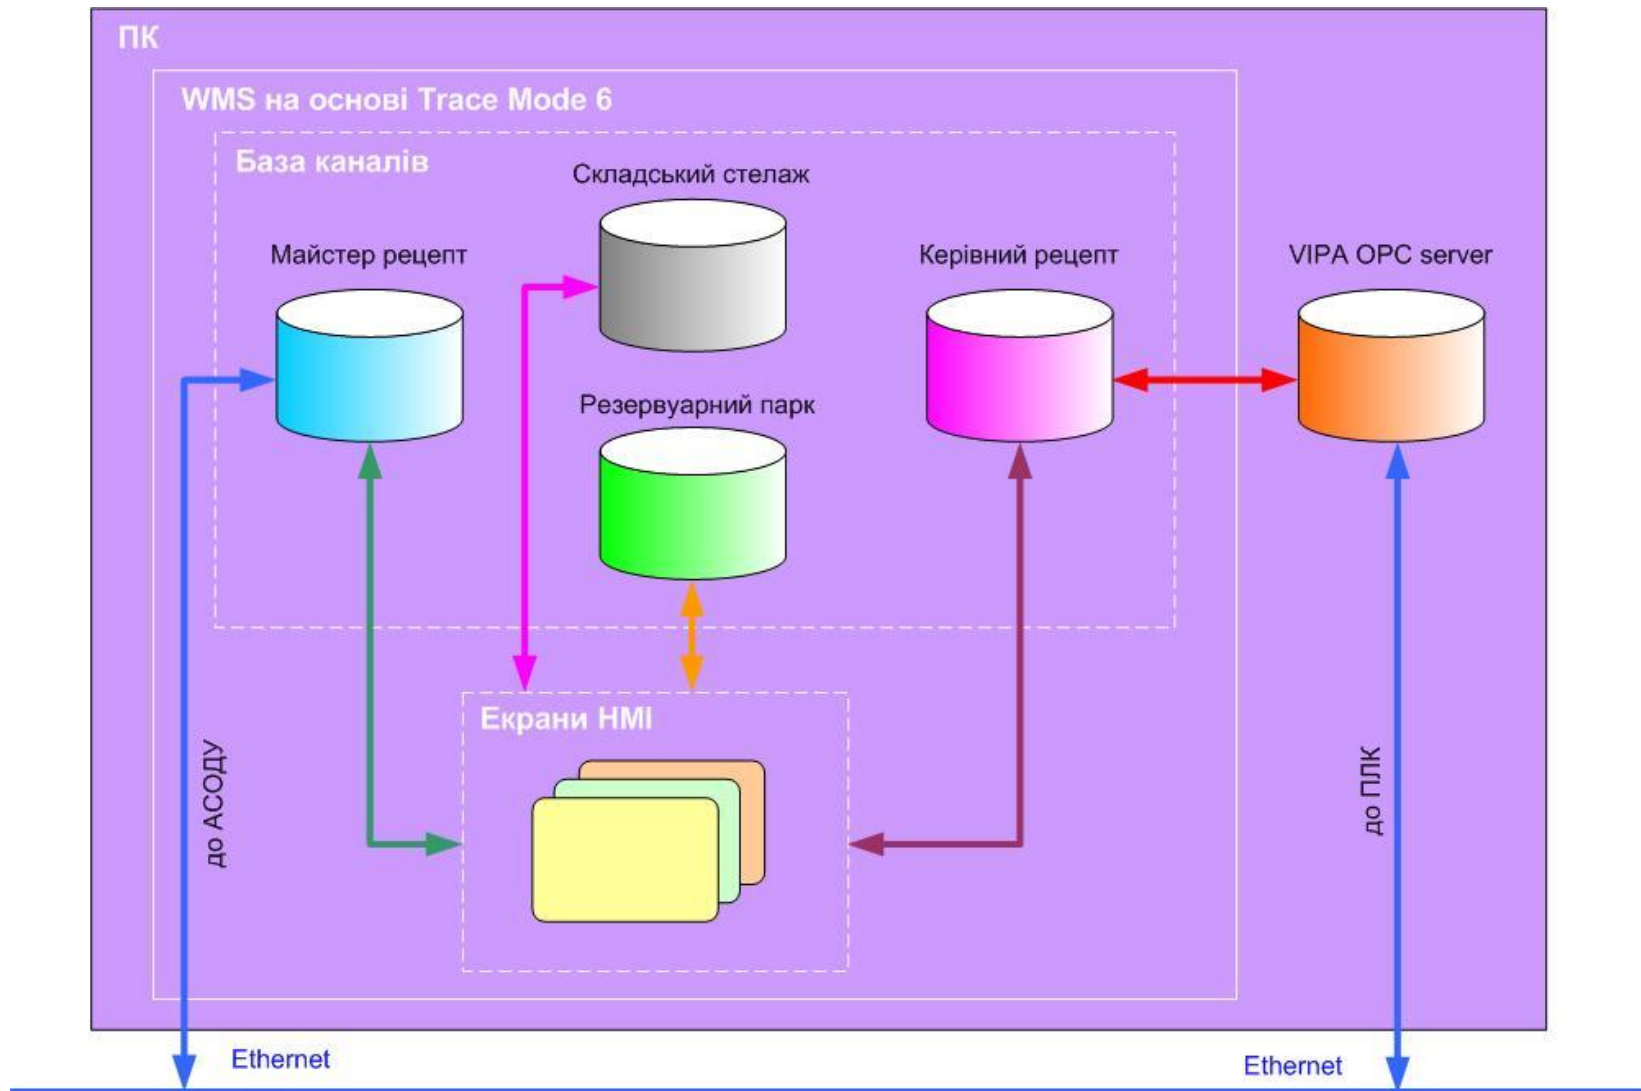 ПК
WMS на основі Trace Mode 6
База каналів
Складський стелаж
Майстер рецепт
Керівний рецепт
VIPA OPC server
Резервуарний парк
Екрани HMI
до АСОДУ
до ПЛК
Ethernet
Ethernet